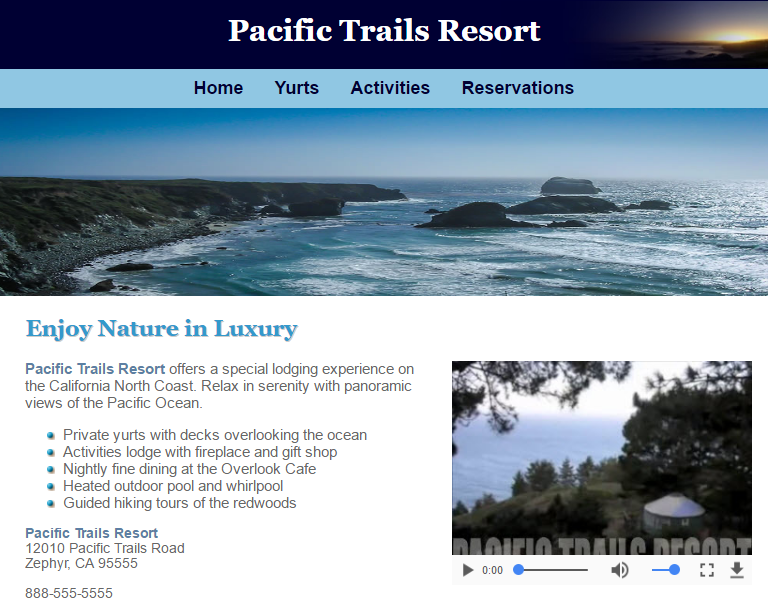 Pacific Trails Resort
Home Yurts Activities Reservations
Enjoy Nature in Luxury
Pacific Trails Resort offers a special lodging experience on
the California North Coast. Relax in serenity with panoramic
views of the Pacific Ocean.
Private yurts with decks overlooking the ocean
Activities lodge with fireplace and gift shop
Nightly fine dining at the Overlook Cafe
Heated outdoor pool and whirlpool
Guided hiking tours of the redwoods
PACIFIC TRAILS RESORT
0:00
Pacific Trails Resort
12010 Pacific Trails Road
Zephyr, CA 95555
888-555-5555